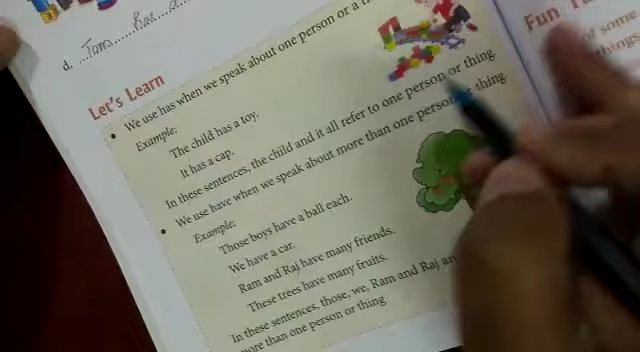 d. ....Tom....has....a....
Let's Learn
• We use has when we speak about one person or a
Example:
The child has a toy.
It has a cap.
In these sentences, the child and it all refer to one person or thing.
• We use have when we speak about more than one person or thing.
Example:
Those boys have a ball each.
We have a car.
Ram and Raj have many friends.
These trees have many fruits.
In these sentences, those, we, Ram and Raj an
more than one person or thing
Fun
of some
things